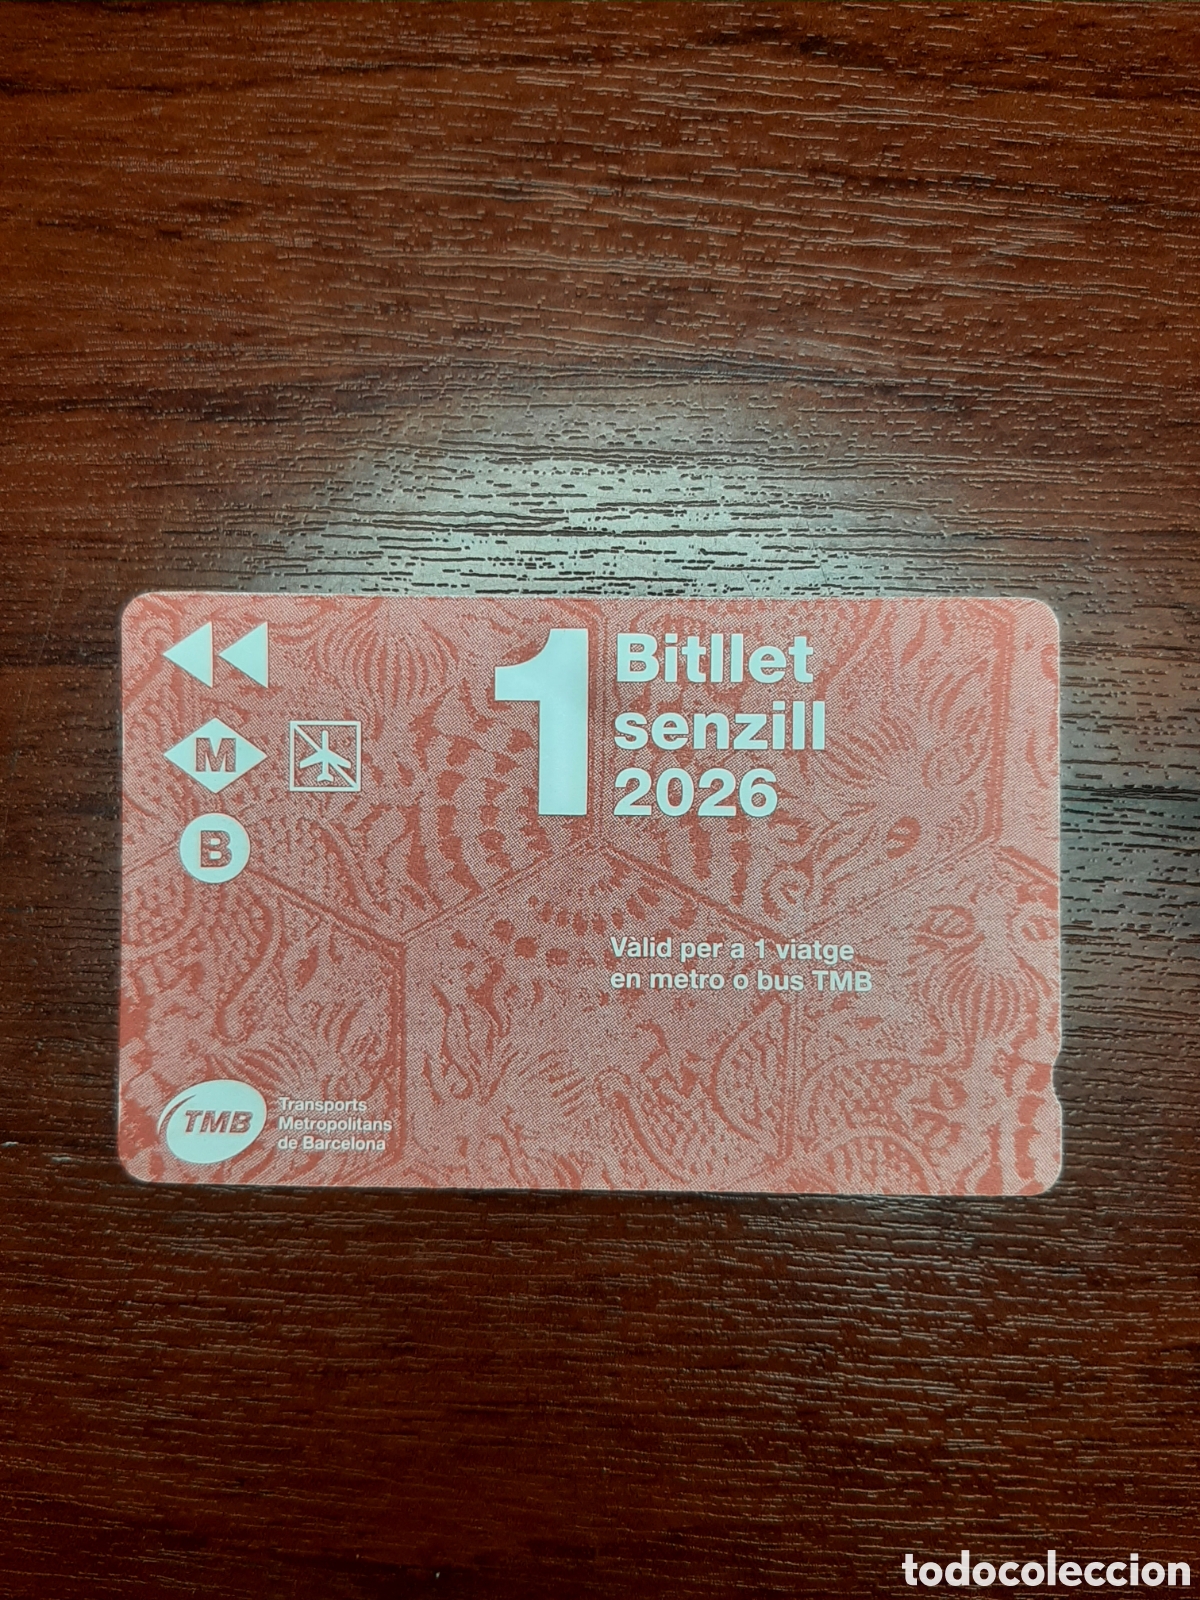 1
Bitllet
senzill
2026
M
B
Vàlid per a 1 viatge
en metro o bus TMB
TMB
Transports
Metropolitans
de Barcelona
todocoleccion